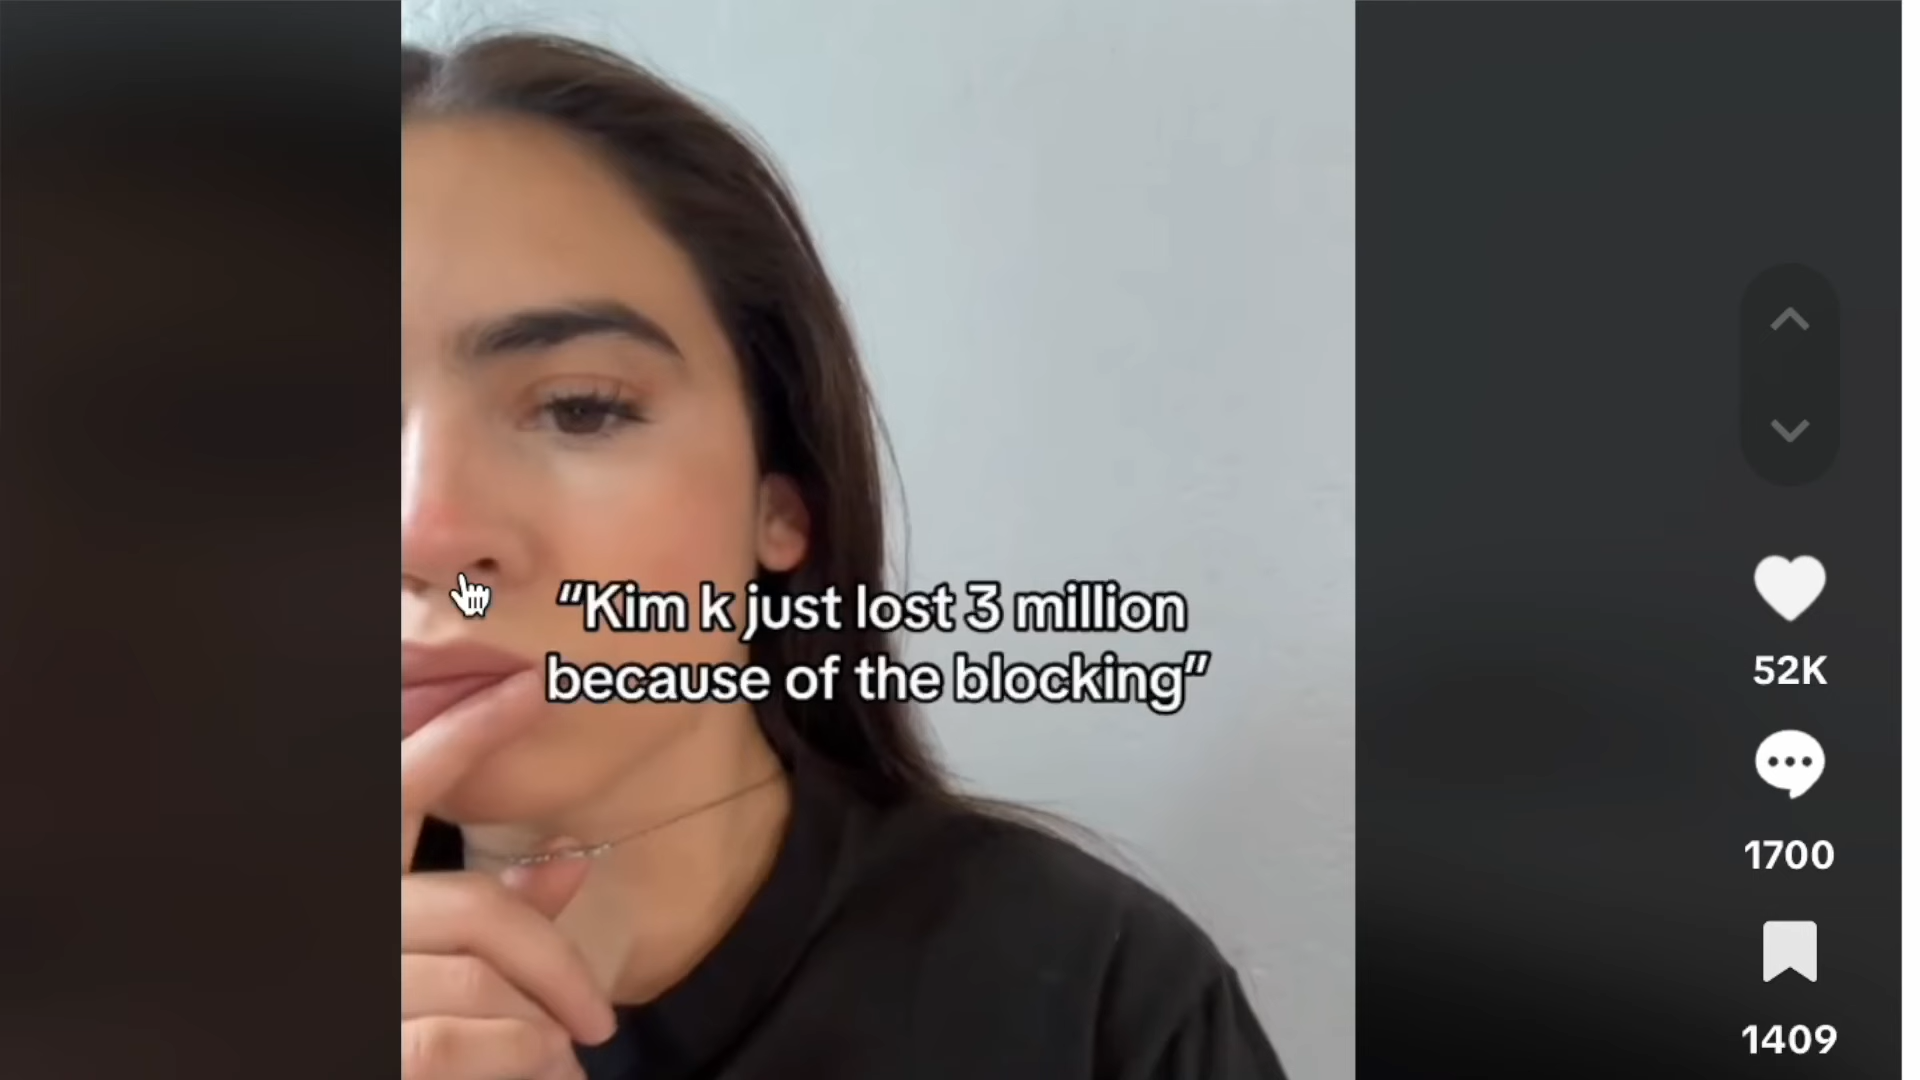 "Kim k just lost 3 million
because of the blocking"
52K
1700
1409